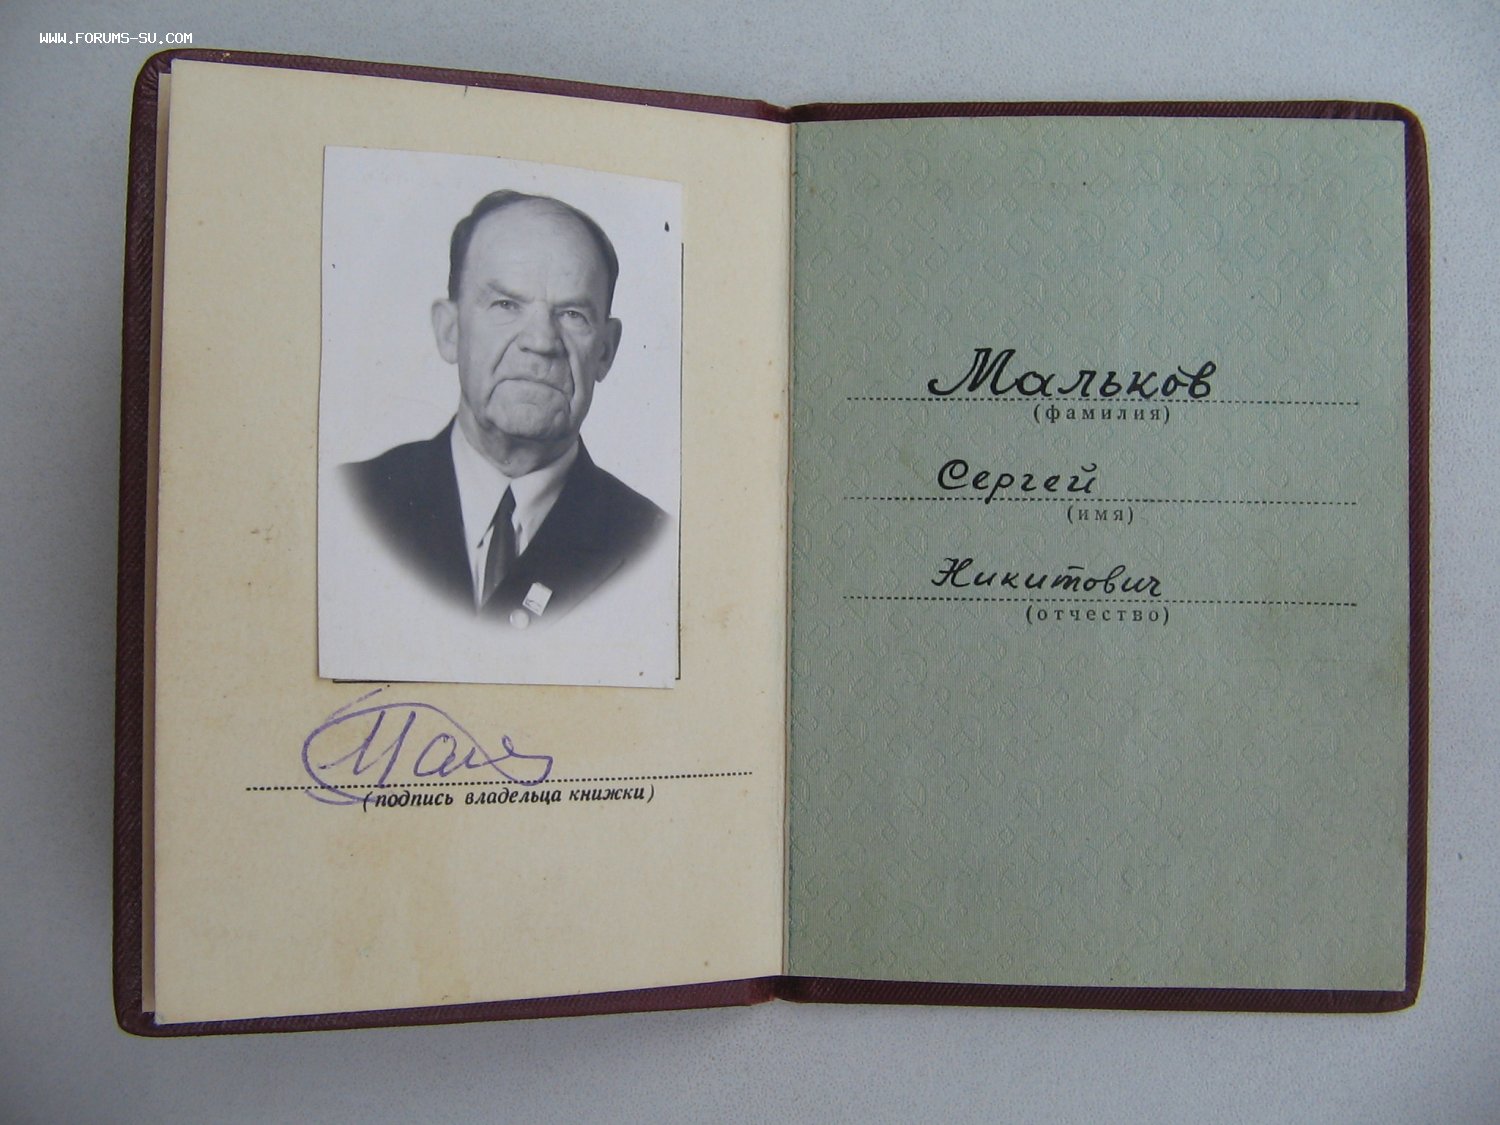 WWW.FORUMS-SU.COM
(подпись владельца книжки)
Мальков
(фамилия)
Сергей
(имя)
Никитович
(отчество)